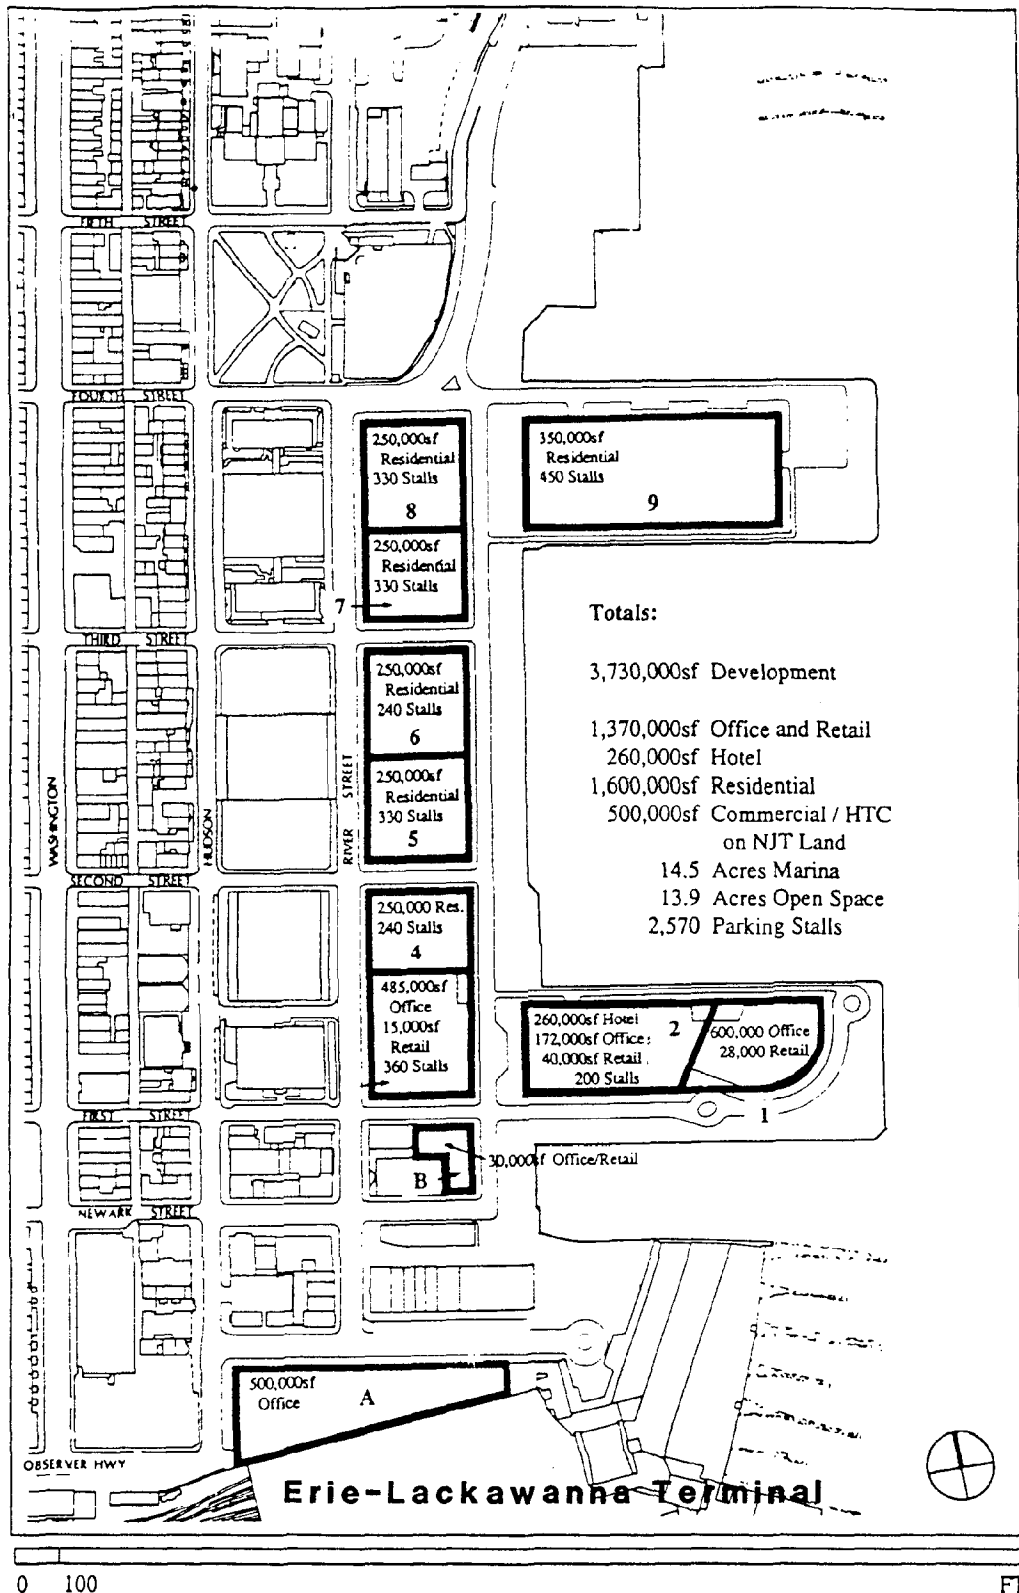 FIFTH STREET
FOURTH STREET
250,000sf
Residential
330 Stalls
8
250,000sf
Residential
330 Stalls
7
350,000sf
Residential
450 Stalls
9
THIRD STREET
Totals:
3,730,000sf Development
1,370,000sf Office and Retail
260,000sf Hotel
1,600,000sf Residential
500,000sf Commercial / HTC
on NJT Land
14.5 Acres Marina
13.9 Acres Open Space
2,570 Parking Stalls
250,000sf
Residential
240 Stalls
6
250,000sf
Residential
330 Stalls
5
WASHINGTON
HUDSON
RIVER STREET
SECOND STREET
250,000 Res.
240 Stalls
4
485,000sf
Office
15,000sf
Retail
360 Stalls
260,000sf Hotel
172,000sf Office
40,000sf Retail
200 Stalls
2
600,000 Office
28,000 Retail
1
FIRST STREET
30,000sf Office/Retail
B
NEWARK STREET
500,000sf
Office
A
OBSERVER HWY
Erie-Lackawanna Terminal
0 100